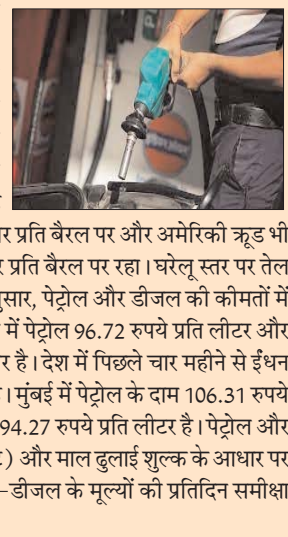 र प्रति बैरल पर और अमेरिकी क्रूड भी
प्रति बैरल पर रहा। घरेलू स्तर पर तेल
पेट्रोल और डीजल की कीमतों में
में पेट्रोल 96.72 रुपये प्रति लीटर और
र है। देश में पिछले चार महीने से ईंधन
। मुंबई में पेट्रोल के दाम 106.31 रुपये
94.27 रुपये प्रति लीटर है। पेट्रोल और
) और माल ढुलाई शुल्क के आधार पर
–डीजल के मूल्यों की प्रतिदिन समीक्षा